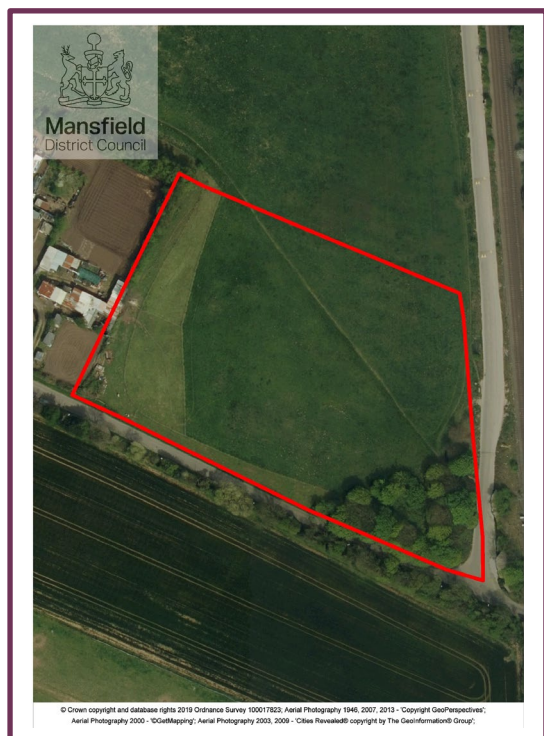 Mansfield
District Council
© Crown copyright and database rights 2019 Ordnance Survey 100017823; Aerial Photography 1946, 2007, 2013 - 'Copyright GeoPerspectives';
Aerial Photography 2000 - '©GetMapping'; Aerial Photography 2003, 2009 - 'Cities Revealed® copyright by The GeoInformation® Group';